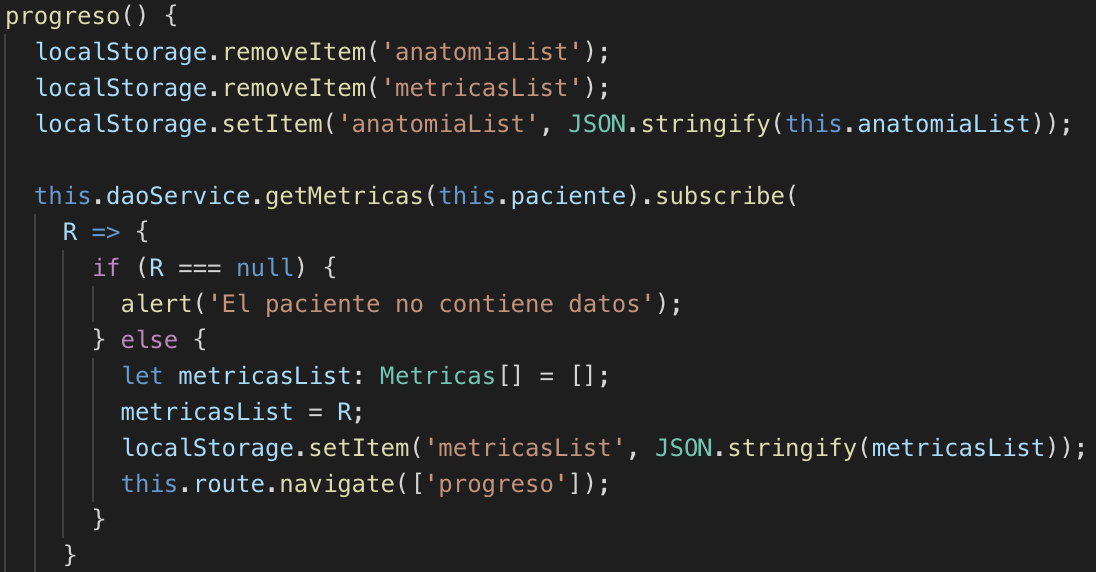 progreso() {
localStorage.removeItem('anatomiaList');
localStorage.removeItem('metricasList');
localStorage.setItem('anatomiaList', JSON.stringify(this.anatomiaList));
this.daoService.getMetricas(this.paciente).subscribe(
R => {
if (R === null) {
alert('El paciente no contiene datos');
} else {
let metricasList: Metricas[] = [];
metricasList = R;
localStorage.setItem('metricasList', JSON.stringify(metricasList));
this.route.navigate(['progreso']);
}
}